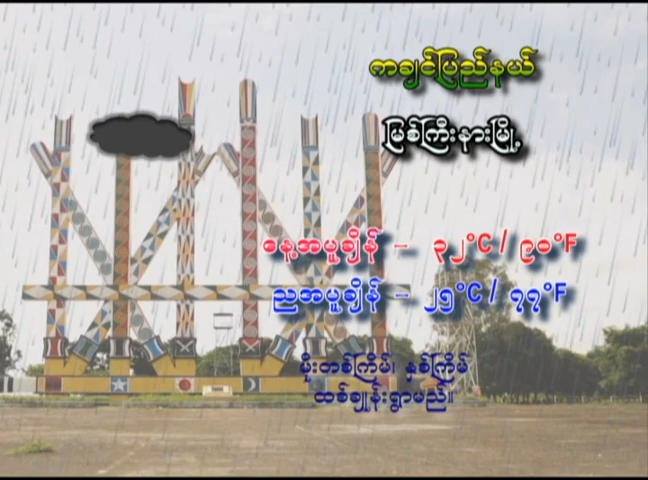 ကချင်ပြည်နယ်
မြစ်ကြီးနားမြို့
နေ့အပူချိန် – ၃၂°C / ၉၀°F
ညအပူချိန် – ၂၅°C / ၇၇°F
မိုးတစ်ကြိမ်၊ နှစ်ကြိမ်
ထစ်ချုန်းရွာမည်။